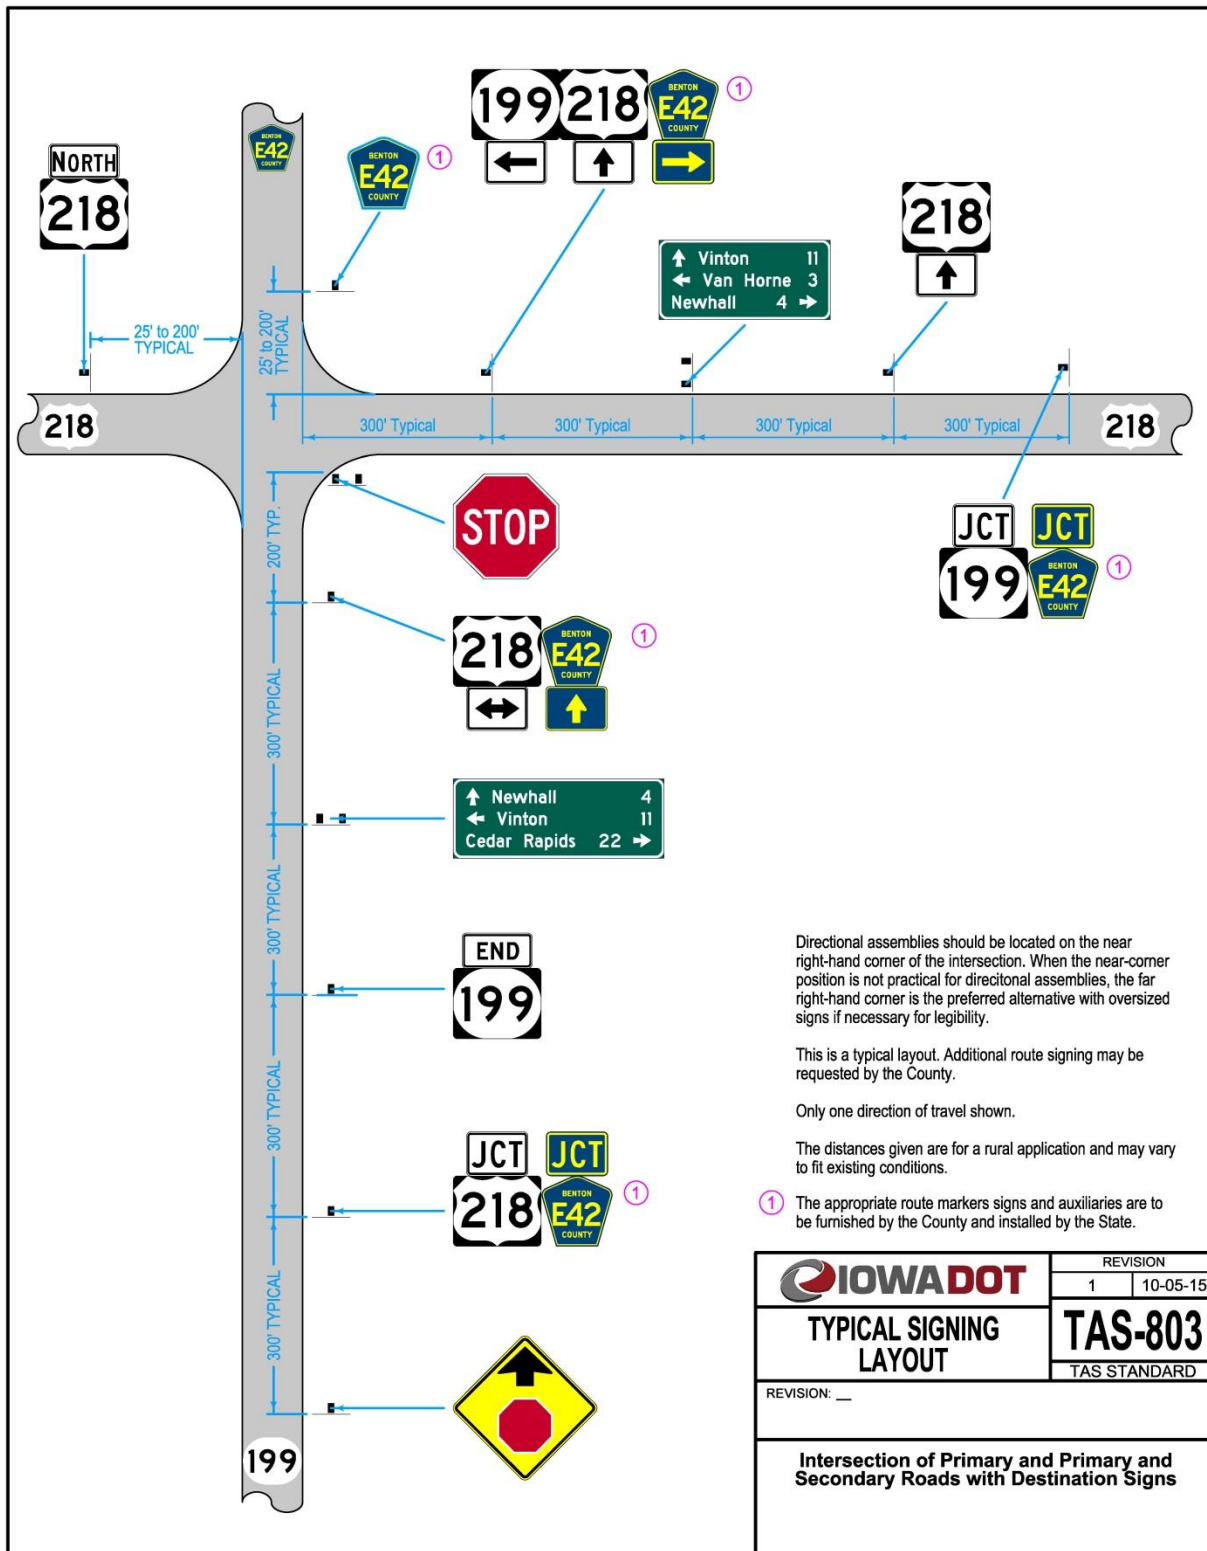 199
218
BENTON
E42
COUNTY
1
NORTH
218
BENTON
E42
COUNTY
BENTON
E42
COUNTY
1
218
↑ Vinton 11
← Van Horne 3
Newhall 4 →
25' to 200'
TYPICAL
25' to 200'
TYPICAL
218
300' Typical
300' Typical
300' Typical
300' Typical
218
STOP
200' TYP.
JCT
JCT
199
BENTON
E42
COUNTY
1
218
BENTON
E42
COUNTY
1
300' TYPICAL
↑ Newhall 4
← Vinton 11
Cedar Rapids 22 →
300' TYPICAL
END
199
300' TYPICAL
JCT
JCT
218
BENTON
E42
COUNTY
1
300' TYPICAL
199
Directional assemblies should be located on the near
right-hand corner of the intersection. When the near-corner
position is not practical for direcitonal assemblies, the far
right-hand corner is the preferred alternative with oversized
signs if necessary for legibility.
This is a typical layout. Additional route signing may be
requested by the County.
Only one direction of travel shown.
The distances given are for a rural application and may vary
to fit existing conditions.
1 The appropriate route markers signs and auxiliaries are to
be furnished by the County and installed by the State.
IOWADOT
REVISION
1 10-05-15
TYPICAL SIGNING
LAYOUT
TAS-803
TAS STANDARD
REVISION: __
Intersection of Primary and Primary and
Secondary Roads with Destination Signs